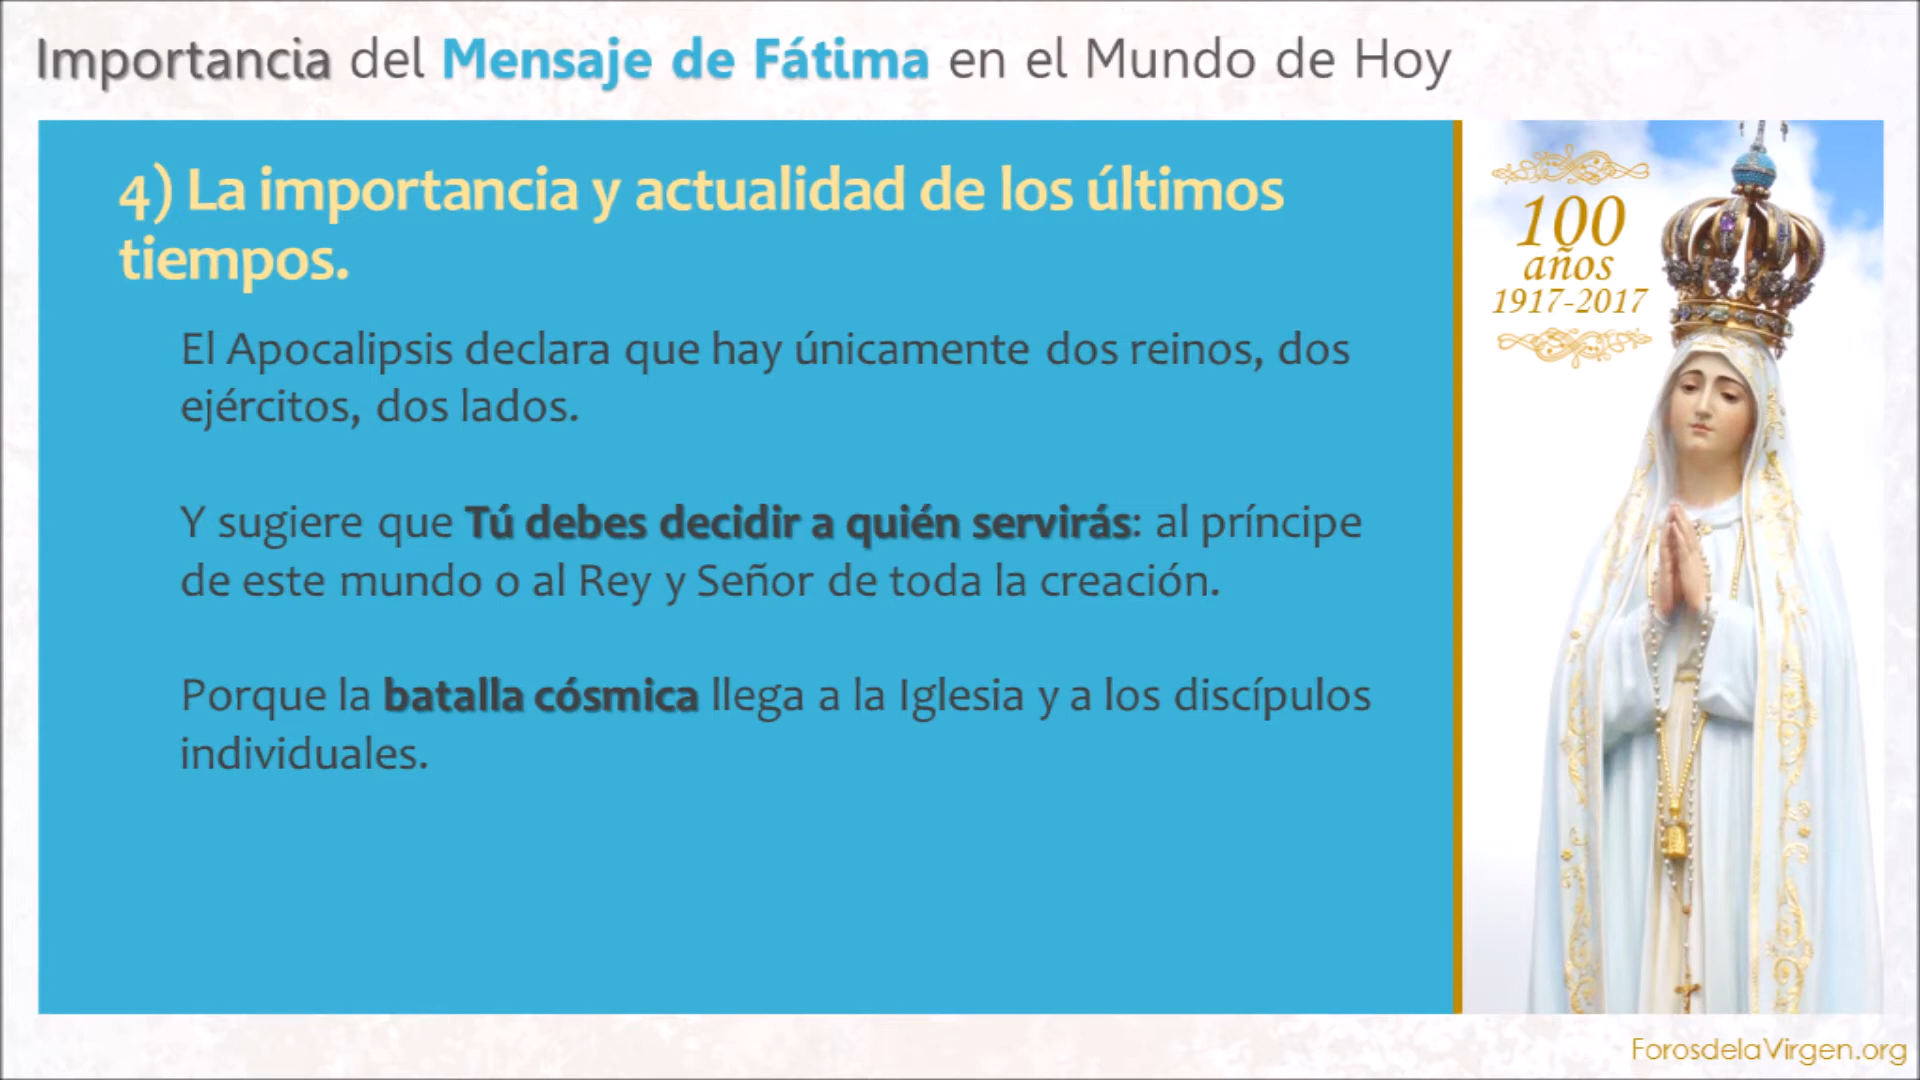 Importancia del Mensaje de Fátima en el Mundo de Hoy
4) La importancia y actualidad de los últimos
tiempos.
El Apocalipsis declara que hay únicamente dos reinos, dos
ejércitos, dos lados.
Y sugiere que Tú debes decidir a quién servirás: al príncipe
de este mundo o al Rey y Señor de toda la creación.
Porque la batalla cósmica llega a la Iglesia y a los discípulos
individuales.
100
años
1917-2017
ForosdelaVirgen.org